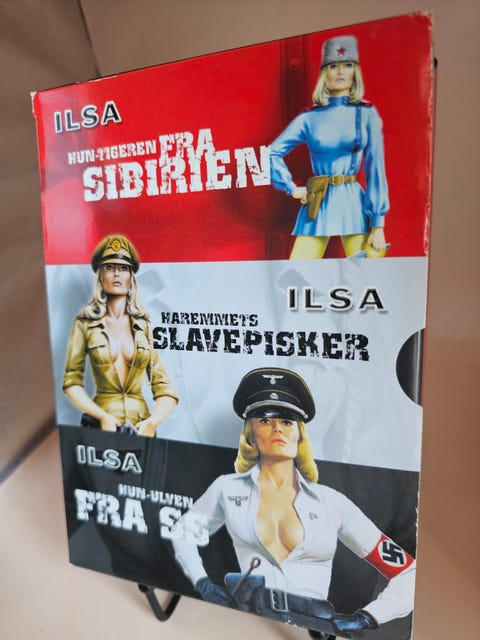 ILSA
HUN-TIGEREN FRA
SIBIRIEN
ILSA
HAREMMETS
SLAVEPISKER
ILSA
HUN-ULVEN
FRA SS